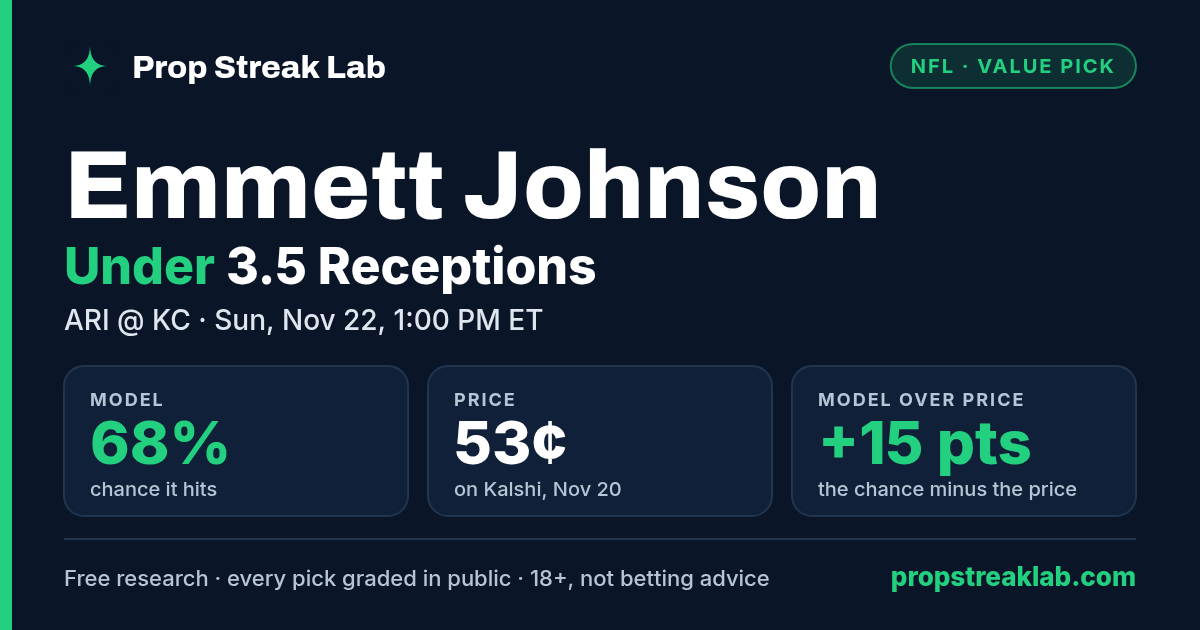 Prop Streak Lab
NFL · VALUE PICK
Emmett Johnson
Under 3.5 Receptions
ARI @ KC · Sun, Nov 22, 1:00 PM ET
MODEL
68%
chance it hits
PRICE
53¢
on Kalshi, Nov 20
MODEL OVER PRICE
+15 pts
the chance minus the price
Free research · every pick graded in public · 18+, not betting advice
propstreaklab.com